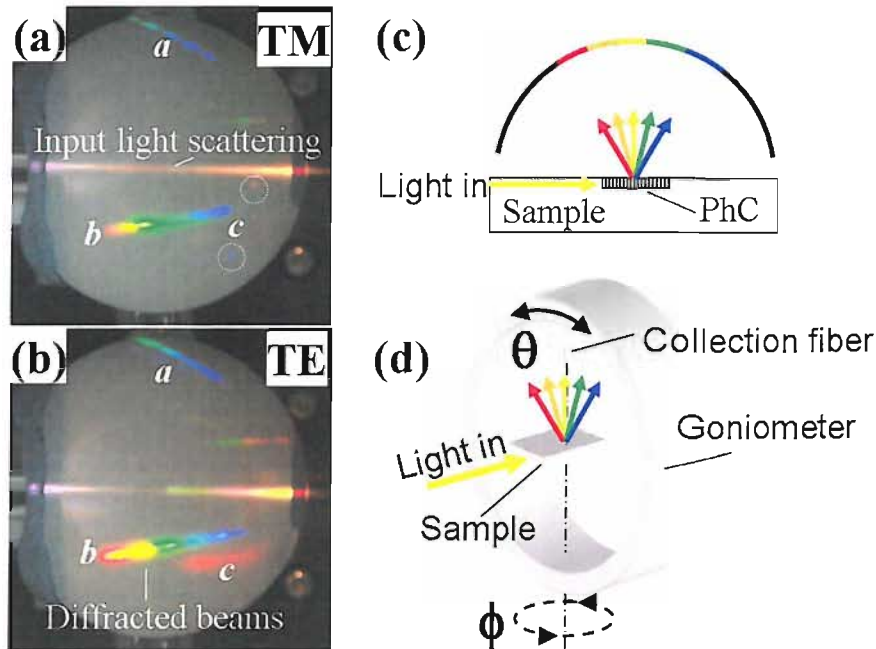 (a)
a
TM
Input light scattering
b
c
(b)
a
TE
b
c
Diffracted beams
(c)
Light in
Sample
PhC
(d)
θ
Collection fiber
Goniometer
Light in
Sample
ϕ